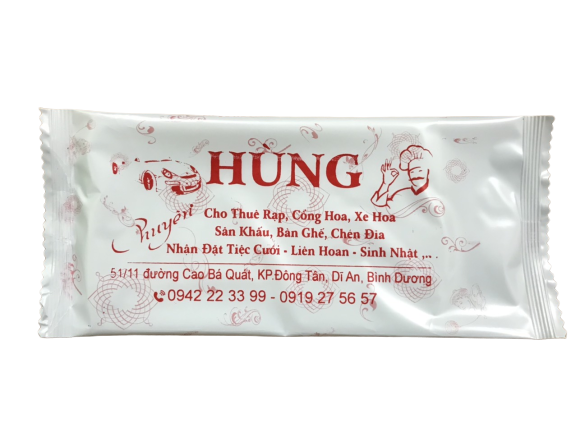 HÙNG
Chuyên
Cho Thuê Rạp, Cổng Hoa, Xe Hoa
Sân Khấu, Bàn Ghế, Chén Dĩa
Nhận Đặt Tiệc Cưới - Liên Hoan - Sinh Nhật ,...
51/11 đường Cao Bá Quát, KP.Đông Tân, Dĩ An, Bình Dương
0942 22 33 99 - 0919 27 56 57